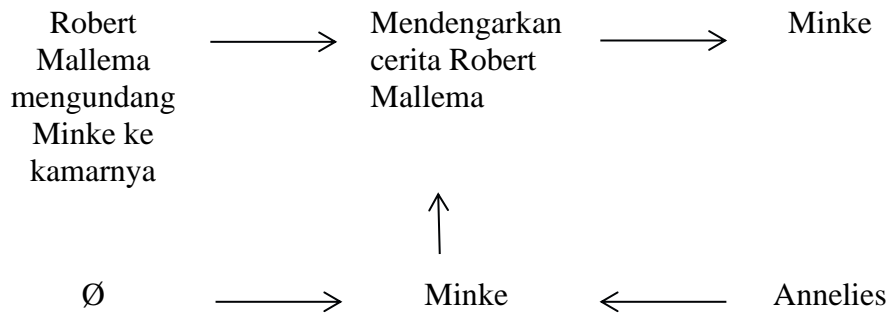 Robert
Mallema
mengundang
Minke ke
kamarnya
Mendengarkan
cerita Robert
Mallema
Minke
Ø
Minke
Annelies